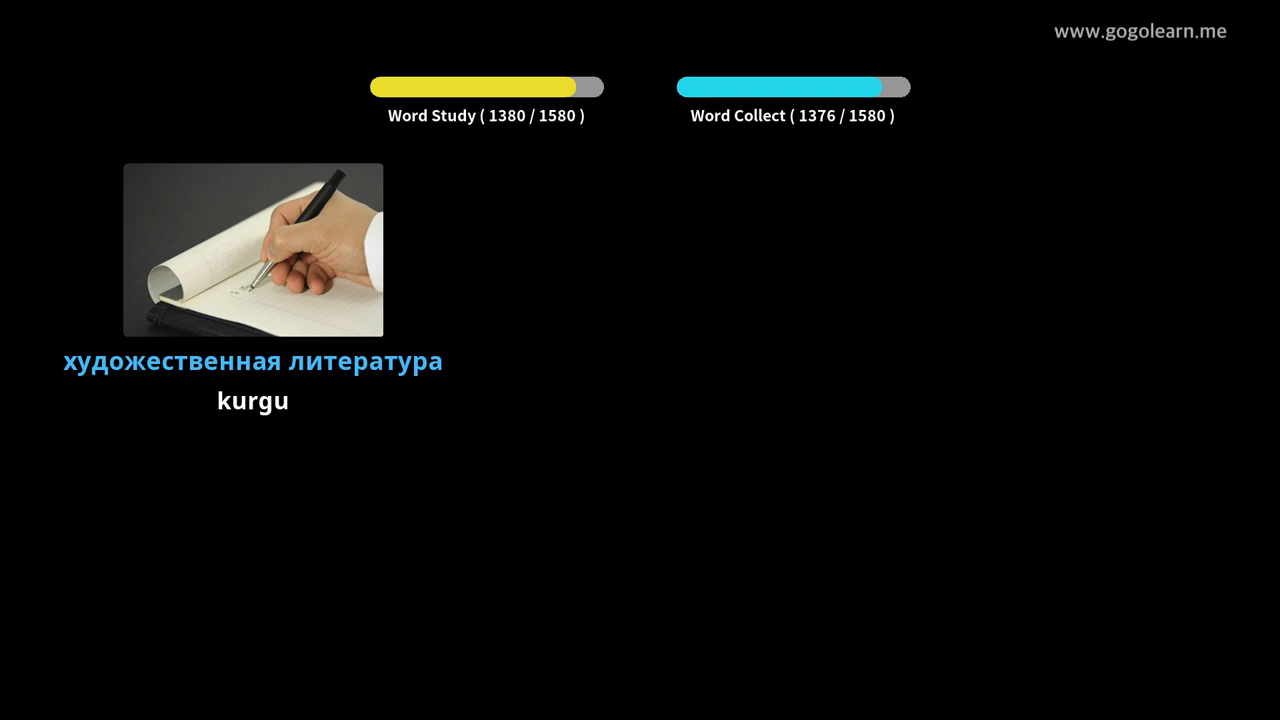 www.gogolearn.me
Word Study ( 1380 / 1580 )
Word Collect ( 1376 / 1580 )
художественная литература
kurgu